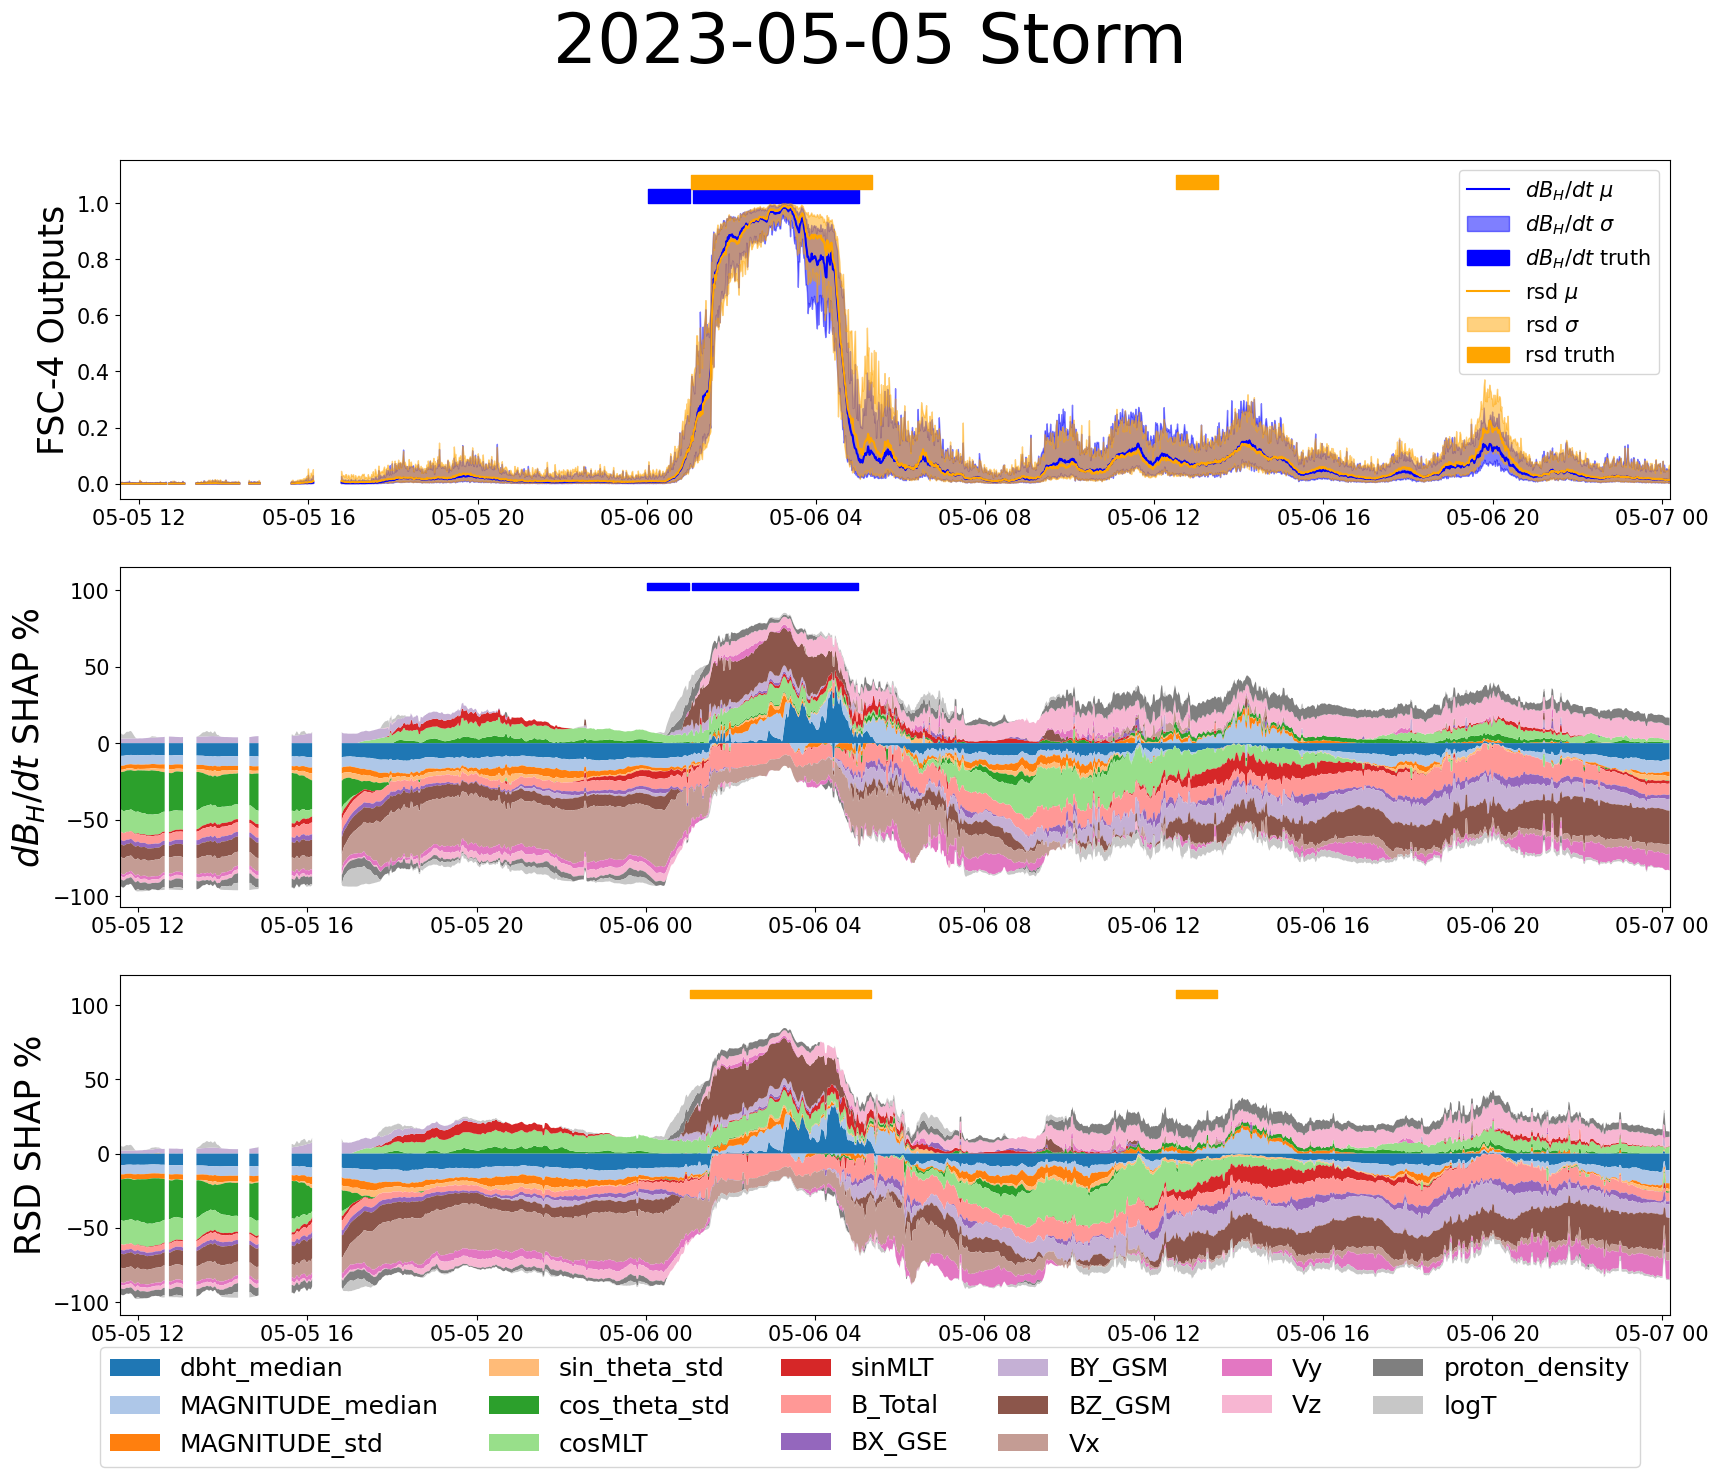 2023-05-05 Storm
FSC-4 Outputs
1.0
0.8
0.6
0.4
0.2
0.0
dB_H/dt μ
dB_H/dt σ
dB_H/dt truth
rsd μ
rsd σ
rsd truth
05-05 12 05-05 16 05-05 20 05-06 00 05-06 04 05-06 08 05-06 12 05-06 16 05-06 20 05-07 00
dB_H/dt SHAP %
100
50
0
−50
−100
05-05 12 05-05 16 05-05 20 05-06 00 05-06 04 05-06 08 05-06 12 05-06 16 05-06 20 05-07 00
RSD SHAP %
100
50
0
−50
−100
05-05 12 05-05 16 05-05 20 05-06 00 05-06 04 05-06 08 05-06 12 05-06 16 05-06 20 05-07 00
dbht_median sin_theta_std sinMLT BY_GSM Vy proton_density
MAGNITUDE_median cos_theta_std B_Total BZ_GSM Vz logT
MAGNITUDE_std cosMLT BX_GSE Vx